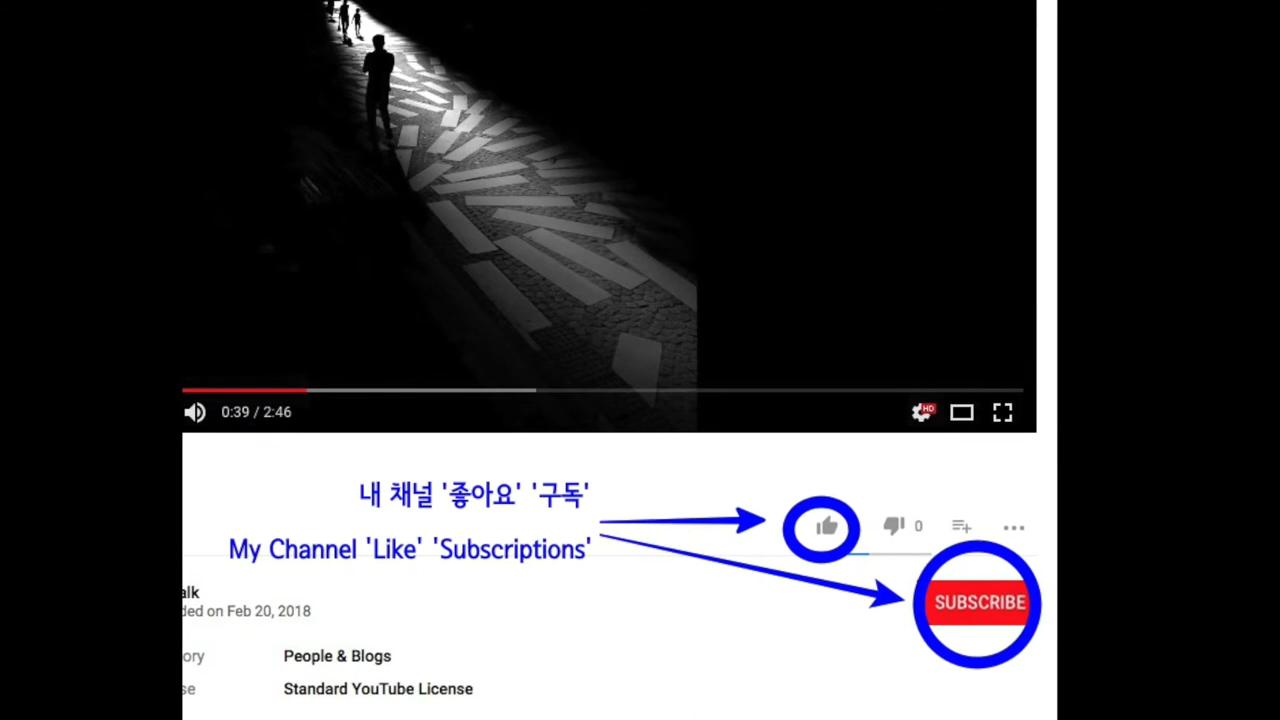 HD
0:39 / 2:46
내 채널 '좋아요' '구독'
My Channel 'Like' 'Subscriptions'
0
SUBSCRIBE
alk
ded on Feb 20, 2018
ory People & Blogs
se Standard YouTube License